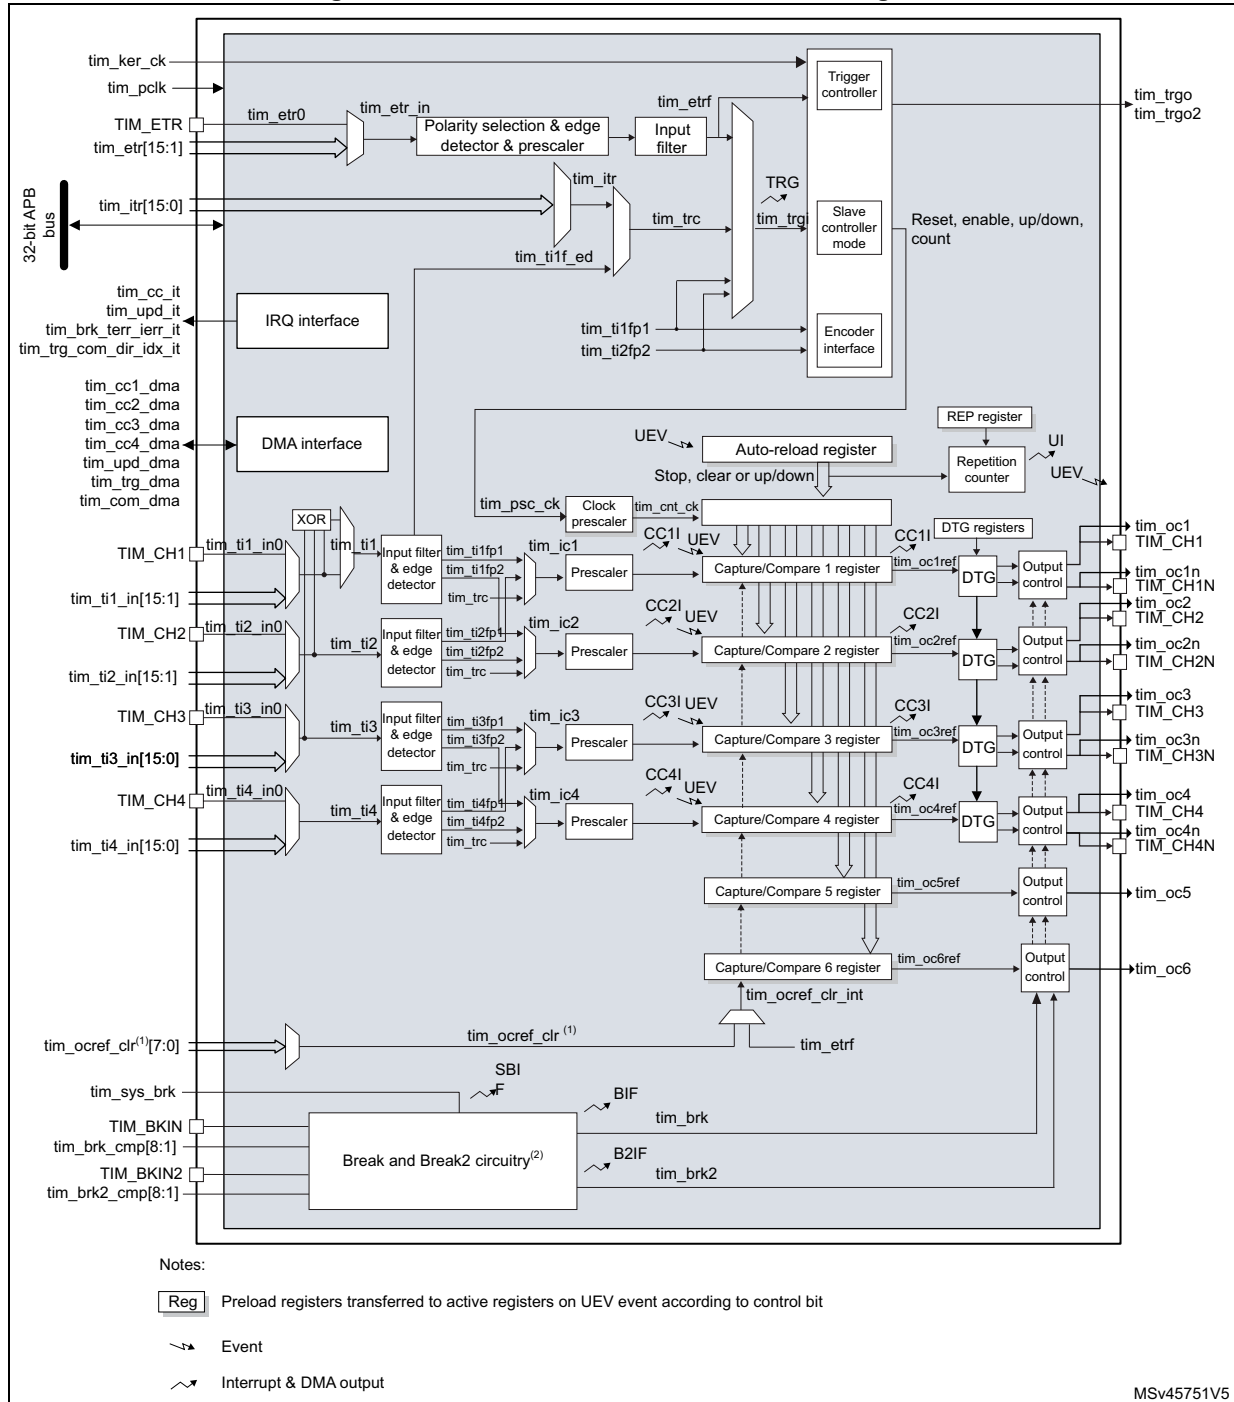 tim_ker_ck
tim_pclk
TIM_ETR
tim_etr0
tim_etr[15:1]
tim_etr_in
Polarity selection & edge
detector & prescaler
Input
filter
tim_etrf
Trigger
controller
tim_trgo
tim_trgo2
32-bit APB
bus
tim_itr[15:0]
tim_itr
tim_trc
tim_ti1f_ed
TRG
tim_trgi
Slave
controller
mode
Reset, enable, up/down,
count
tim_cc_it
tim_upd_it
tim_brk_terr_ierr_it
tim_trg_com_dir_idx_it
IRQ interface
tim_ti1fp1
tim_ti2fp2
Encoder
interface
tim_cc1_dma
tim_cc2_dma
tim_cc3_dma
tim_cc4_dma
tim_upd_dma
tim_trg_dma
tim_com_dma
DMA interface
UEV
Auto-reload register
Stop, clear or up/down
REP register
Repetition
counter
UI
UEV
tim_psc_ck
Clock
prescaler
tim_cnt_ck
XOR
TIM_CH1
tim_ti1_in0
tim_ti1_in[15:1]
tim_ti1
Input filter
& edge
detector
tim_ti1fp1
tim_ti1fp2
tim_trc
tim_ic1
Prescaler
CC1I
UEV
Capture/Compare 1 register
CC1I
tim_oc1ref
DTG registers
DTG
Output
control
tim_oc1
TIM_CH1
tim_oc1n
TIM_CH1N
TIM_CH2
tim_ti2_in0
tim_ti2_in[15:1]
tim_ti2
Input filter
& edge
detector
tim_ti2fp1
tim_ti2fp2
tim_trc
tim_ic2
Prescaler
CC2I
UEV
Capture/Compare 2 register
CC2I
tim_oc2ref
DTG
Output
control
tim_oc2
TIM_CH2
tim_oc2n
TIM_CH2N
TIM_CH3
tim_ti3_in0
tim_ti3_in[15:0]
tim_ti3
Input filter
& edge
detector
tim_ti3fp1
tim_ti3fp2
tim_trc
tim_ic3
Prescaler
CC3I
UEV
Capture/Compare 3 register
CC3I
tim_oc3ref
DTG
Output
control
tim_oc3
TIM_CH3
tim_oc3n
TIM_CH3N
TIM_CH4
tim_ti4_in0
tim_ti4_in[15:0]
tim_ti4
Input filter
& edge
detector
tim_ti4fp1
tim_ti4fp2
tim_trc
tim_ic4
Prescaler
CC4I
UEV
Capture/Compare 4 register
CC4I
tim_oc4ref
DTG
Output
control
tim_oc4
TIM_CH4
tim_oc4n
TIM_CH4N
Capture/Compare 5 register
tim_oc5ref
Output
control
tim_oc5
Capture/Compare 6 register
tim_oc6ref
Output
control
tim_oc6
tim_ocref_clr_int
tim_ocref_clr(1)[7:0]
tim_ocref_clr (1)
tim_etrf
tim_sys_brk
SBI
F
TIM_BKIN
tim_brk_cmp[8:1]
TIM_BKIN2
tim_brk2_cmp[8:1]
Break and Break2 circuitry(2)
BIF
tim_brk
B2IF
tim_brk2
Notes:
Reg Preload registers transferred to active registers on UEV event according to control bit
Event
Interrupt & DMA output
MSv45751V5